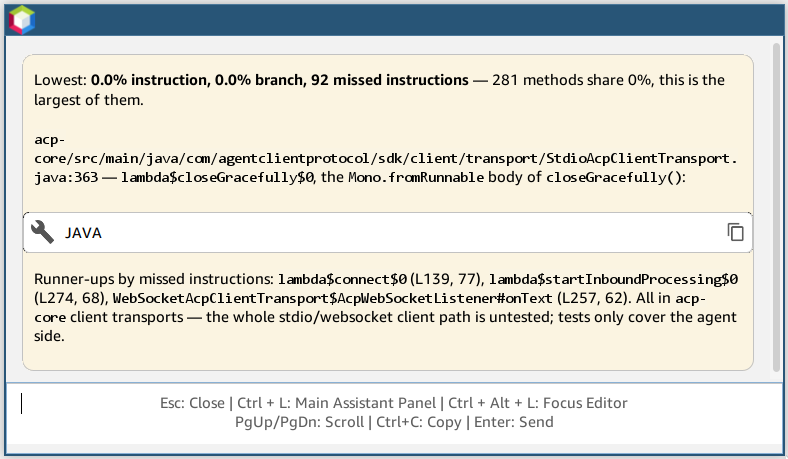 Lowest: 0.0% instruction, 0.0% branch, 92 missed instructions — 281 methods share 0%, this is the
largest of them.
acp-
core/src/main/java/com/agentclientprotocol/sdk/client/transport/StdioAcpClientTransport.
java:363 — lambda$closeGracefully$0, the Mono.fromRunnable body of closeGracefully():
JAVA
Runner-ups by missed instructions: lambda$connect$0 (L139, 77), lambda$startInboundProcessing$0
(L274, 68), WebSocketAcpClientTransport$AcpWebSocketListener#onText (L257, 62). All in acp-
core client transports — the whole stdio/websocket client path is untested; tests only cover the agent
side.
Esc: Close | Ctrl + L: Main Assistant Panel | Ctrl + Alt + L: Focus Editor
PgUp/PgDn: Scroll | Ctrl+C: Copy | Enter: Send